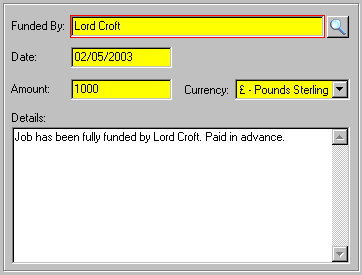 Funded By: Lord Croft
Date: 02/05/2003
Amount: 1000 Currency: £ - Pounds Sterling
Details:
Job has been fully funded by Lord Croft. Paid in advance.